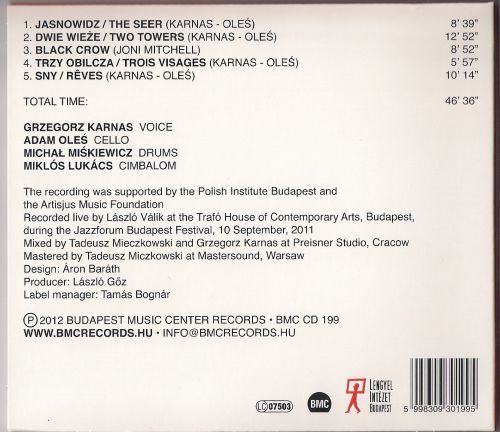 1. JASNOWIDZ / THE SEER (KARNAS - OLEŚ) 8' 39"
2. DWIE WIEŻE / TWO TOWERS (KARNAS - OLEŚ) 12' 52"
3. BLACK CROW (JONI MITCHELL) 8' 52"
4. TRZY OBILCZA / TROIS VISAGES (KARNAS - OLEŚ) 5' 57"
5. SNY / RÊVES (KARNAS - OLEŚ) 10' 14"
TOTAL TIME: 46' 36"
GRZEGORZ KARNAS VOICE
ADAM OLEŚ CELLO
MICHAŁ MIŚKIEWICZ DRUMS
MIKLÓS LUKÁCS CIMBALOM
The recording was supported by the Polish Institute Budapest and
the Artisjus Music Foundation
Recorded live by László Válik at the Trafó House of Contemporary Arts, Budapest,
during the Jazzforum Budapest Festival, 10 September, 2011
Mixed by Tadeusz Mieczkowski and Grzegorz Karnas at Preisner Studio, Cracow
Mastered by Tadeusz Miczkowski at Mastersound, Warsaw
Design: Áron Baráth
Producer: László Gőz
Label manager: Tamás Bognár
Ⓟ 2012 BUDAPEST MUSIC CENTER RECORDS • BMC CD 199
WWW.BMCRECORDS.HU • INFO@BMCRECORDS.HU
LC 07503
BMC
LENGYEL
INTÉZET
BUDAPEST
5 998309 301995